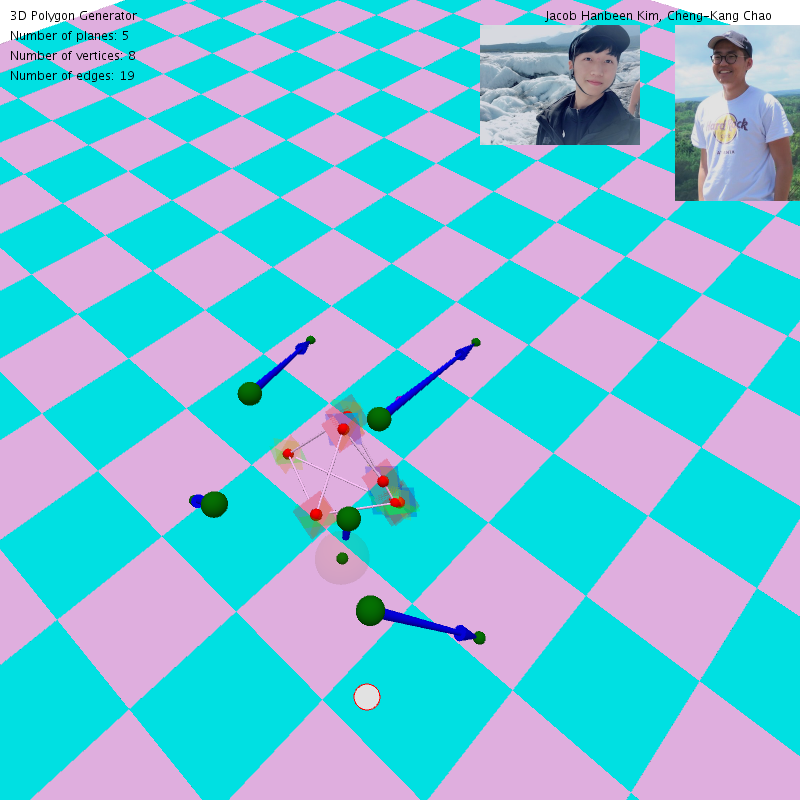 3D Polygon Generator
Jacob Hanbeen Kim, Cheng-Kang Chao
Number of planes: 5
Number of vertices: 8
Number of edges: 19